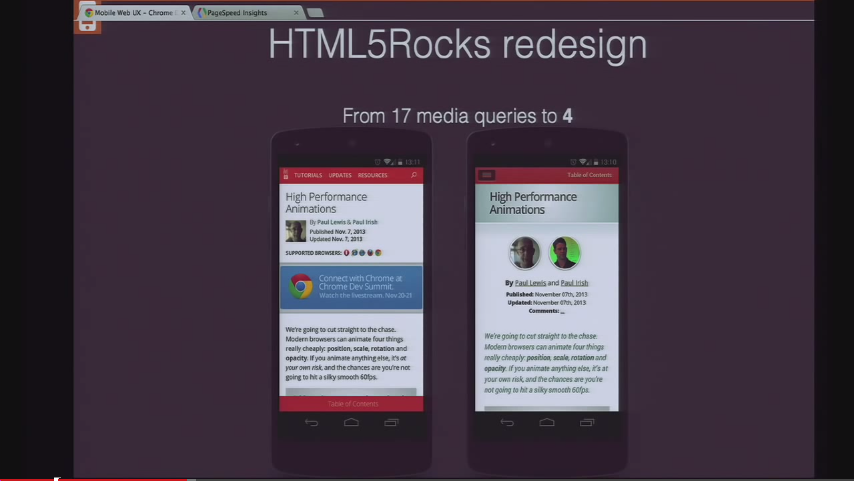 Mobile Web UX - Chrome
PageSpeed Insights
HTML5Rocks redesign
From 17 media queries to 4
13:11
TUTORIALS UPDATES RESOURCES
High Performance
Animations
By Paul Lewis & Paul Irish
Published Nov. 7, 2013
Updated Nov. 7, 2013
SUPPORTED BROWSERS:
Connect with Chrome at
Chrome Dev Summit.
Watch the livestream. Nov 20-23
We're going to cut straight to the chase.
Modern browsers can animate four things
really cheaply: position, scale, rotation and
opacity. If you animate anything else, it's at
your own risk, and the chances are you're
not going to hit a silky smooth 60fps.
Table of Contents
13:10
Table of Contents
High Performance
Animations
By Paul Lewis and Paul Irish
Published: November 07th, 2013
Updated: November 07th, 2013
Comments:
We're going to cut straight to the chase.
Modern browsers can animate four things
really cheaply: position, scale, rotation and
opacity. If you animate anything else, it's at
your own risk, and the chances are you're
not going to hit a silky smooth 60fps.